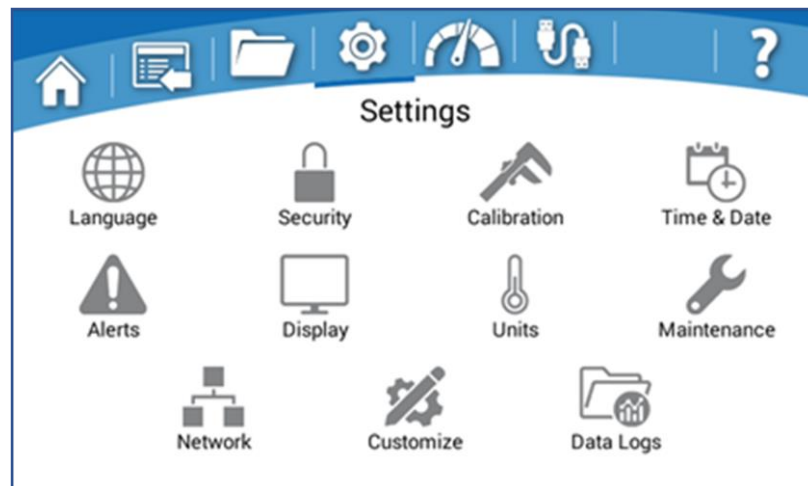 ?
Settings
Language
Security
Calibration
Time & Date
Alerts
Display
Units
Maintenance
Network
Customize
Data Logs